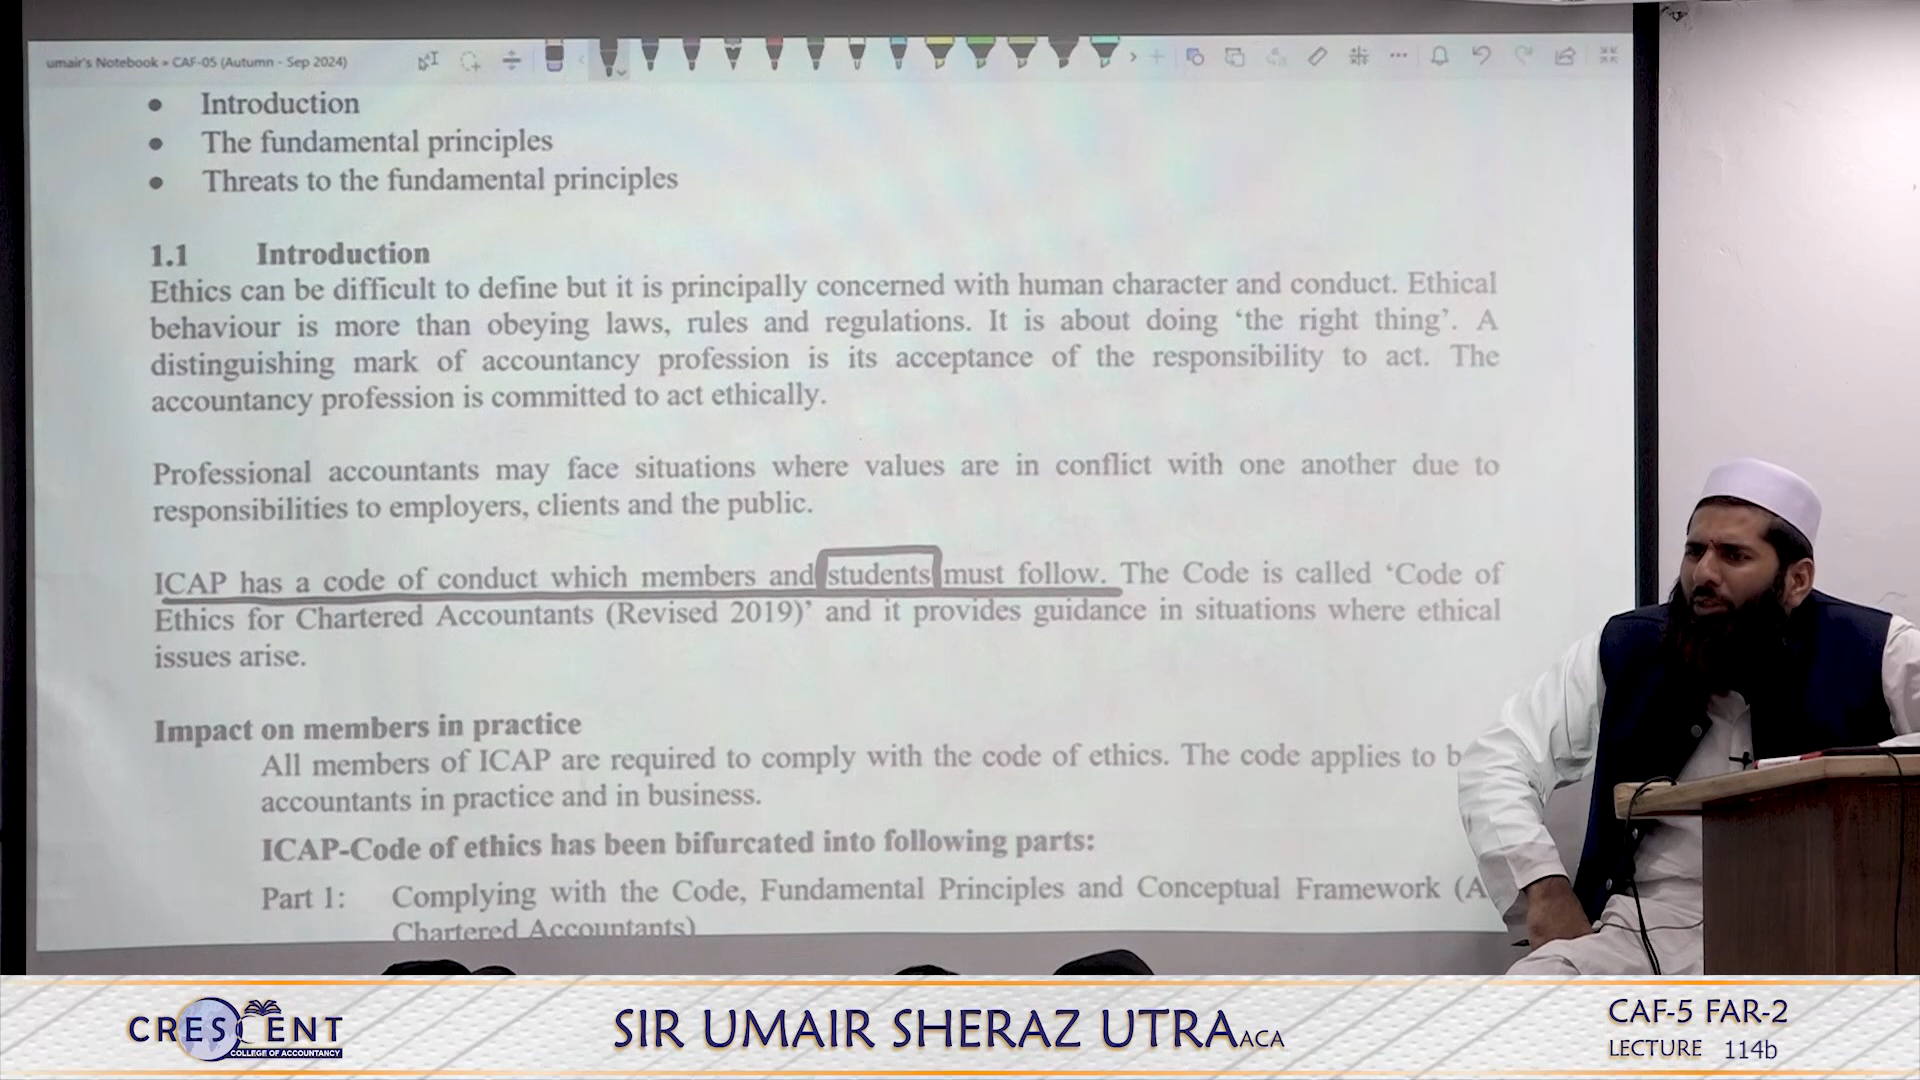 umair's Notebook » CAF-05 (Autumn - Sep 2024)
• Introduction
• The fundamental principles
• Threats to the fundamental principles
1.1 Introduction
Ethics can be difficult to define but it is principally concerned with human character and conduct. Ethical
behaviour is more than obeying laws, rules and regulations. It is about doing ‘the right thing’. A
distinguishing mark of accountancy profession is its acceptance of the responsibility to act. The
accountancy profession is committed to act ethically.
Professional accountants may face situations where values are in conflict with one another due to
responsibilities to employers, clients and the public.
ICAP has a code of conduct which members and students must follow. The Code is called ‘Code of
Ethics for Chartered Accountants (Revised 2019)’ and it provides guidance in situations where ethical
issues arise.
Impact on members in practice
All members of ICAP are required to comply with the code of ethics. The code applies to b
accountants in practice and in business.
ICAP-Code of ethics has been bifurcated into following parts:
Part 1: Complying with the Code, Fundamental Principles and Conceptual Framework (A
Chartered Accountants)
CRESCENT
COLLEGE OF ACCOUNTANCY
SIR UMAIR SHERAZ UTRA ACA
CAF-5 FAR-2
LECTURE 114b